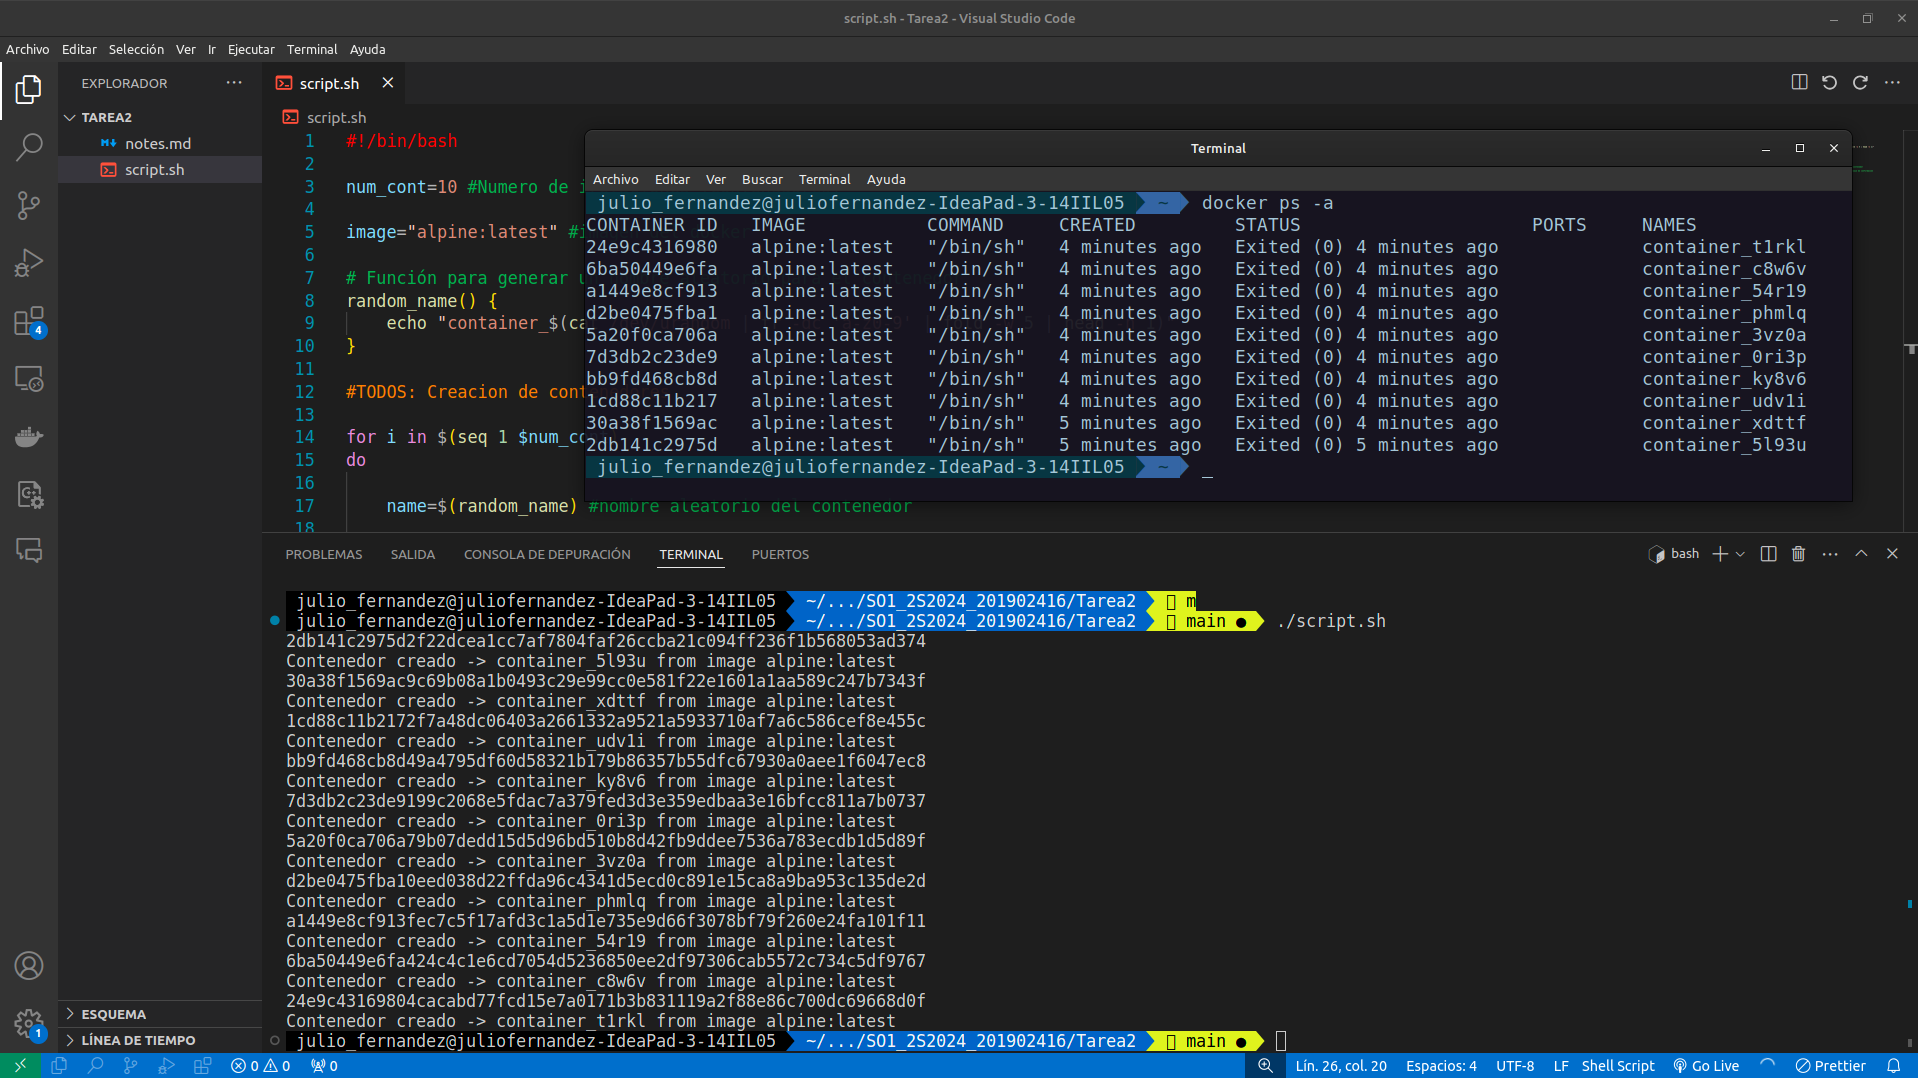 script.sh - Tarea2 - Visual Studio Code
Archivo Editar Selección Ver Ir Ejecutar Terminal Ayuda
EXPLORADOR
TAREA2
notes.md
script.sh
4
1
ESQUEMA
LÍNEA DE TIEMPO
script.sh
script.sh
1 #!/bin/bash
2
3 num_cont=10 #Numero de
4
5 image="alpine:latest" #
6
7 # Función para generar
8 random_name() {
9 echo "container_$(ca
10 }
11
12 #TODOS: Creacion de con
13
14 for i in $(seq 1 $num_co
15 do
16
17 name=$(random_name) #nombre aleatorio del contenedor
18
Terminal
Archivo Editar Ver Buscar Terminal Ayuda
julio_fernandez@juliofernandez-IdeaPad-3-14IIL05 ~ docker ps -a
CONTAINER ID IMAGE COMMAND CREATED STATUS PORTS NAMES
24e9c4316980 alpine:latest "/bin/sh" 4 minutes ago Exited (0) 4 minutes ago container_t1rkl
6ba50449e6fa alpine:latest "/bin/sh" 4 minutes ago Exited (0) 4 minutes ago container_c8w6v
a1449e8cf913 alpine:latest "/bin/sh" 4 minutes ago Exited (0) 4 minutes ago container_54r19
d2be0475fba1 alpine:latest "/bin/sh" 4 minutes ago Exited (0) 4 minutes ago container_phmlq
5a20f0ca706a alpine:latest "/bin/sh" 4 minutes ago Exited (0) 4 minutes ago container_3vz0a
7d3db2c23de9 alpine:latest "/bin/sh" 4 minutes ago Exited (0) 4 minutes ago container_0ri3p
bb9fd468cb8d alpine:latest "/bin/sh" 4 minutes ago Exited (0) 4 minutes ago container_ky8v6
1cd88c11b217 alpine:latest "/bin/sh" 4 minutes ago Exited (0) 4 minutes ago container_udv1i
30a38f1569ac alpine:latest "/bin/sh" 5 minutes ago Exited (0) 4 minutes ago container_xdttf
2db141c2975d alpine:latest "/bin/sh" 5 minutes ago Exited (0) 5 minutes ago container_5l93u
julio_fernandez@juliofernandez-IdeaPad-3-14IIL05 ~ _
PROBLEMAS SALIDA CONSOLA DE DEPURACIÓN TERMINAL PUERTOS
bash
julio_fernandez@juliofernandez-IdeaPad-3-14IIL05 ~/.../SO1_2S2024_201902416/Tarea2 m
julio_fernandez@juliofernandez-IdeaPad-3-14IIL05 ~/.../SO1_2S2024_201902416/Tarea2 main ● ./script.sh
2db141c2975d2f22dcea1cc7af7804faf26ccba21c094ff236f1b568053ad374
Contenedor creado -> container_5l93u from image alpine:latest
30a38f1569ac9c69b08a1b0493c29e99cc0e581f22e1601a1aa589c247b7343f
Contenedor creado -> container_xdttf from image alpine:latest
1cd88c11b2172f7a48dc06403a2661332a9521a5933710af7a6c586cef8e455c
Contenedor creado -> container_udv1i from image alpine:latest
bb9fd468cb8d49a4795df60d58321b179b86357b55dfc67930a0aee1f6047ec8
Contenedor creado -> container_ky8v6 from image alpine:latest
7d3db2c23de9199c2068e5fdac7a379fed3d3e359edbaa3e16bfcc811a7b0737
Contenedor creado -> container_0ri3p from image alpine:latest
5a20f0ca706a79b07dedd15d5d96bd510b8d42fb9ddee7536a783ecdb1d5d89f
Contenedor creado -> container_3vz0a from image alpine:latest
d2be0475fba10eed038d22ffda96c4341d5ecd0c891e15ca8a9ba953c135de2d
Contenedor creado -> container_phmlq from image alpine:latest
a1449e8cf913fec7c5f17afd3c1a5d1e735e9d66f3078bf79f260e24fa101f11
Contenedor creado -> container_54r19 from image alpine:latest
6ba50449e6fa424c4c1e6cd7054d5236850ee2df97306cab5572c734c5df9767
Contenedor creado -> container_c8w6v from image alpine:latest
24e9c43169804cacabd77fcd15e7a0171b3b831119a2f88e86c700dc69668d0f
Contenedor creado -> container_t1rkl from image alpine:latest
julio_fernandez@juliofernandez-IdeaPad-3-14IIL05 ~/.../SO1_2S2024_201902416/Tarea2 main ●
0 0 0 Lín. 26, col. 20 Espacios: 4 UTF-8 LF Shell Script Go Live Prettier